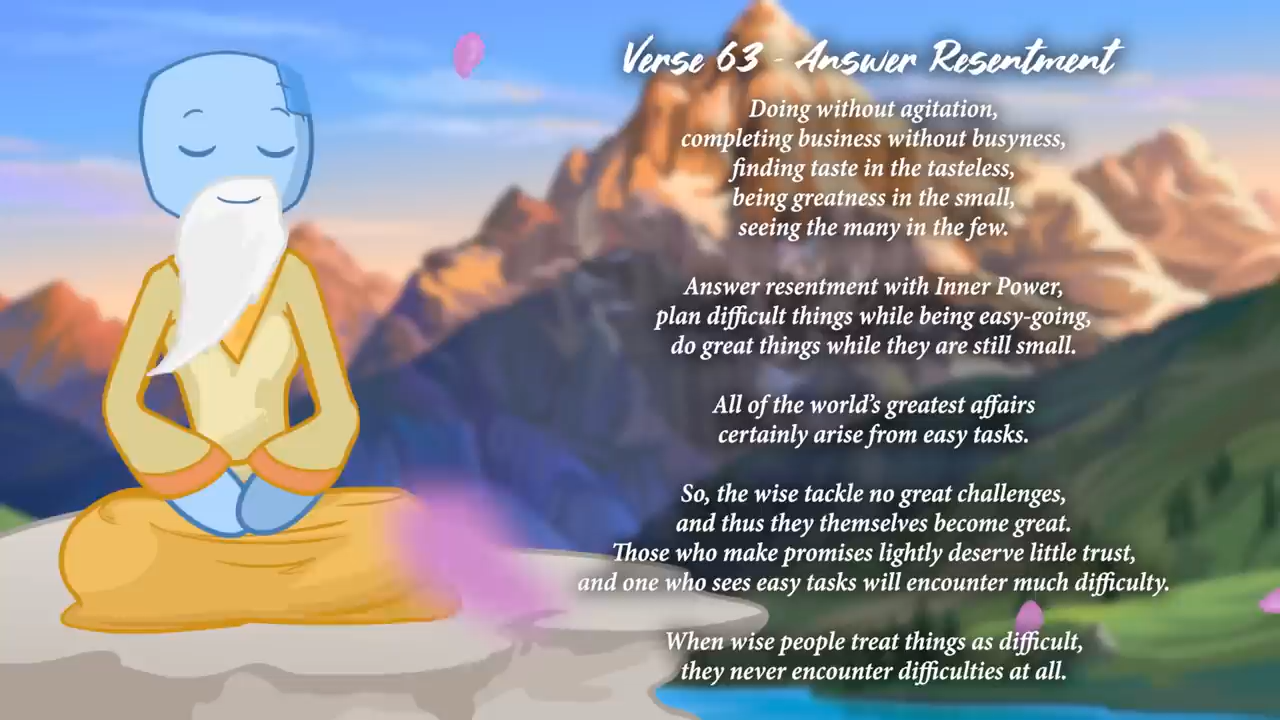 Verse 63 - Answer Resentment
Doing without agitation,
completing business without busyness,
finding taste in the tasteless,
being greatness in the small,
seeing the many in the few.
Answer resentment with Inner Power,
plan difficult things while being easy-going,
do great things while they are still small.
All of the world’s greatest affairs
certainly arise from easy tasks.
So, the wise tackle no great challenges,
and thus they themselves become great.
Those who make promises lightly deserve little trust,
and one who sees easy tasks will encounter much difficulty.
When wise people treat things as difficult,
they never encounter difficulties at all.